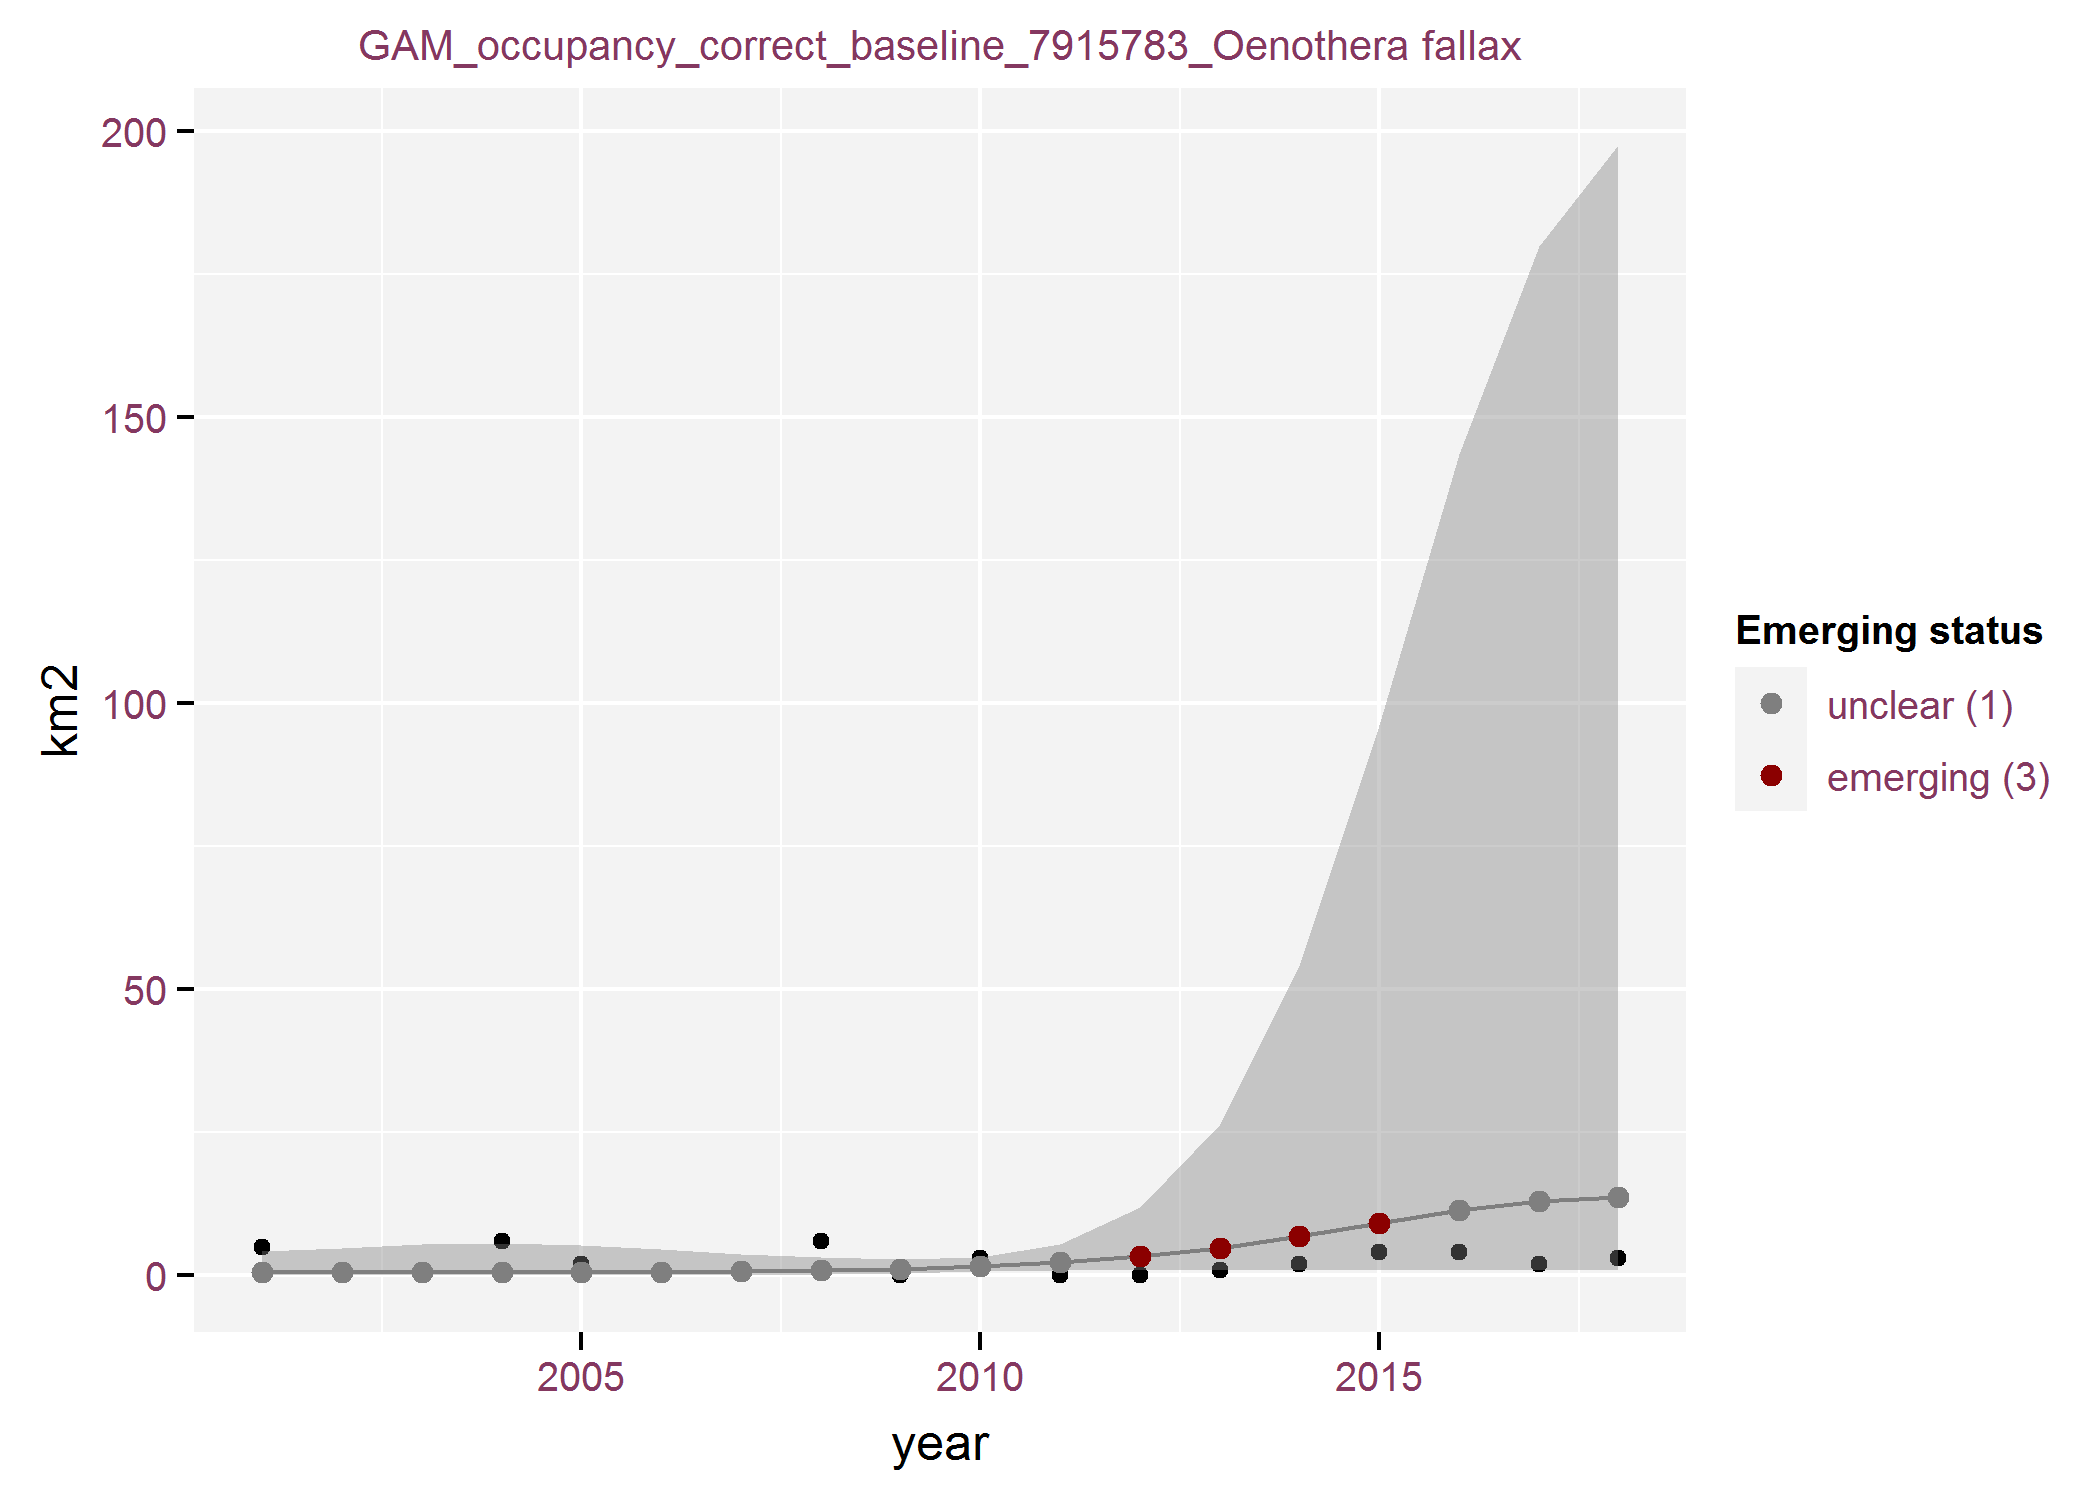 GAM_occupancy_correct_baseline_7915783_Oenothera fallax
200
150
100
50
0
km2
2005
2010
2015
year
Emerging status
unclear (1)
emerging (3)